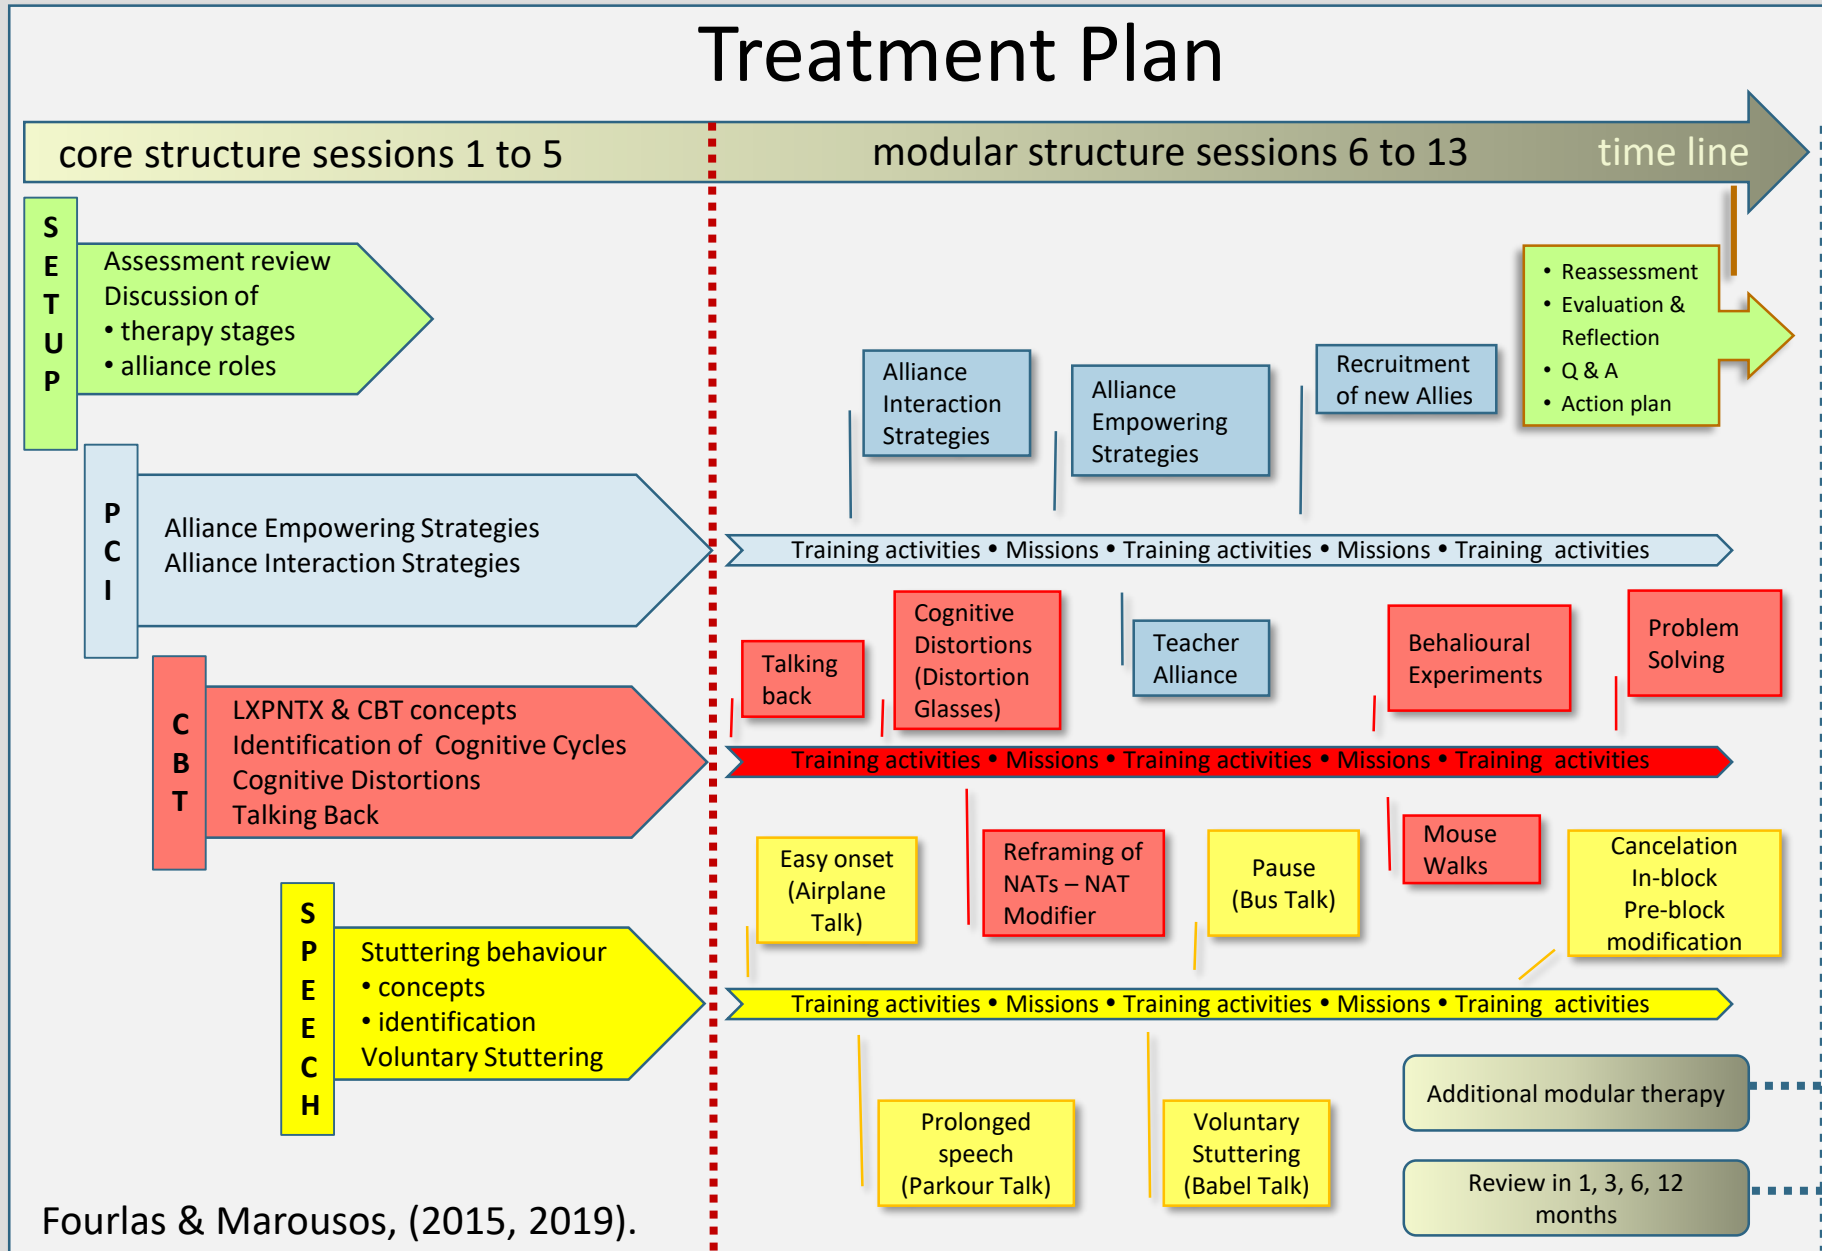 Treatment Plan
core structure sessions 1 to 5
modular structure sessions 6 to 13
time line
SETUP
Assessment review
Discussion of
• therapy stages
• alliance roles
• Reassessment
• Evaluation &
Reflection
• Q & A
• Action plan
Alliance
Interaction
Strategies
Alliance
Empowering
Strategies
Recruitment
of new Allies
PCI
Alliance Empowering Strategies
Alliance Interaction Strategies
Training activities • Missions • Training activities • Missions • Training activities
Teacher
Alliance
Talking
back
Cognitive
Distortions
(Distortion
Glasses)
Behalioural
Experiments
Problem
Solving
CBT
LXPNTX & CBT concepts
Identification of Cognitive Cycles
Cognitive Distortions
Talking Back
Training activities • Missions • Training activities • Missions • Training activities
Reframing of
NATs – NAT
Modifier
Mouse
Walks
Easy onset
(Airplane
Talk)
Pause
(Bus Talk)
Cancelation
In-block
Pre-block
modification
SPEECH
Stuttering behaviour
• concepts
• identification
Voluntary Stuttering
Training activities • Missions • Training activities • Missions • Training activities
Prolonged
speech
(Parkour Talk)
Voluntary
Stuttering
(Babel Talk)
Additional modular therapy
Review in 1, 3, 6, 12
months
Fourlas & Marousos, (2015, 2019).